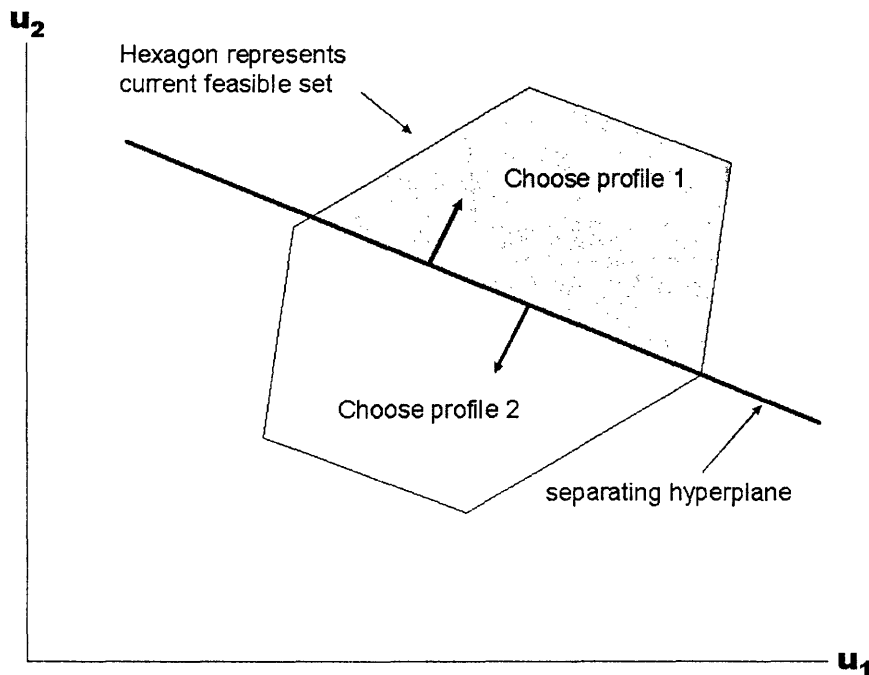 u2
Hexagon represents
current feasible set
Choose profile 1
Choose profile 2
separating hyperplane
u1